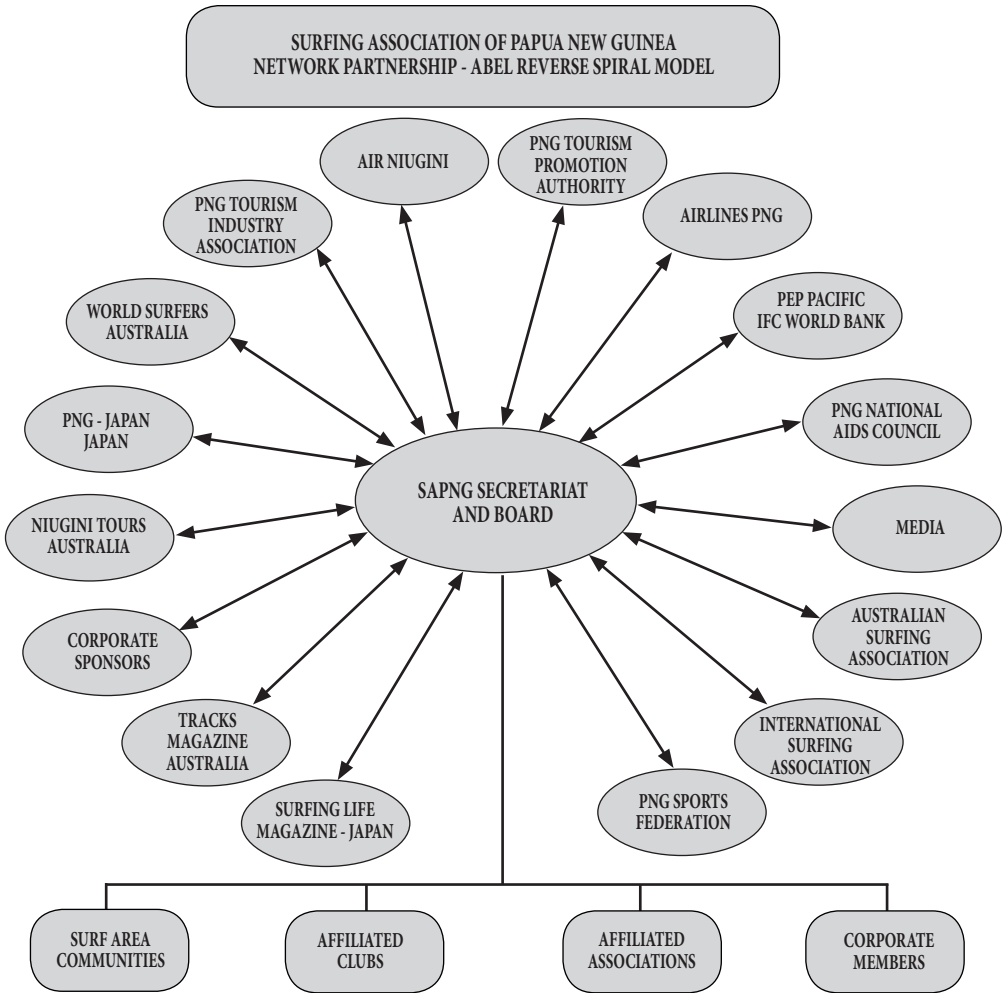 SURFING ASSOCIATION OF PAPUA NEW GUINEA
NETWORK PARTNERSHIP - ABEL REVERSE SPIRAL MODEL
AIR NIUGINI
PNG TOURISM
PROMOTION
AUTHORITY
PNG TOURISM
INDUSTRY
ASSOCIATION
AIRLINES PNG
WORLD SURFERS
AUSTRALIA
PEP PACIFIC
IFC WORLD BANK
PNG - JAPAN
JAPAN
PNG NATIONAL
AIDS COUNCIL
SAPNG SECRETARIAT
AND BOARD
NIUGINI TOURS
AUSTRALIA
MEDIA
CORPORATE
SPONSORS
AUSTRALIAN
SURFING
ASSOCIATION
TRACKS
MAGAZINE
AUSTRALIA
INTERNATIONAL
SURFING
ASSOCIATION
SURFING LIFE
MAGAZINE - JAPAN
PNG SPORTS
FEDERATION
SURF AREA
COMMUNITIES
AFFILIATED
CLUBS
AFFILIATED
ASSOCIATIONS
CORPORATE
MEMBERS